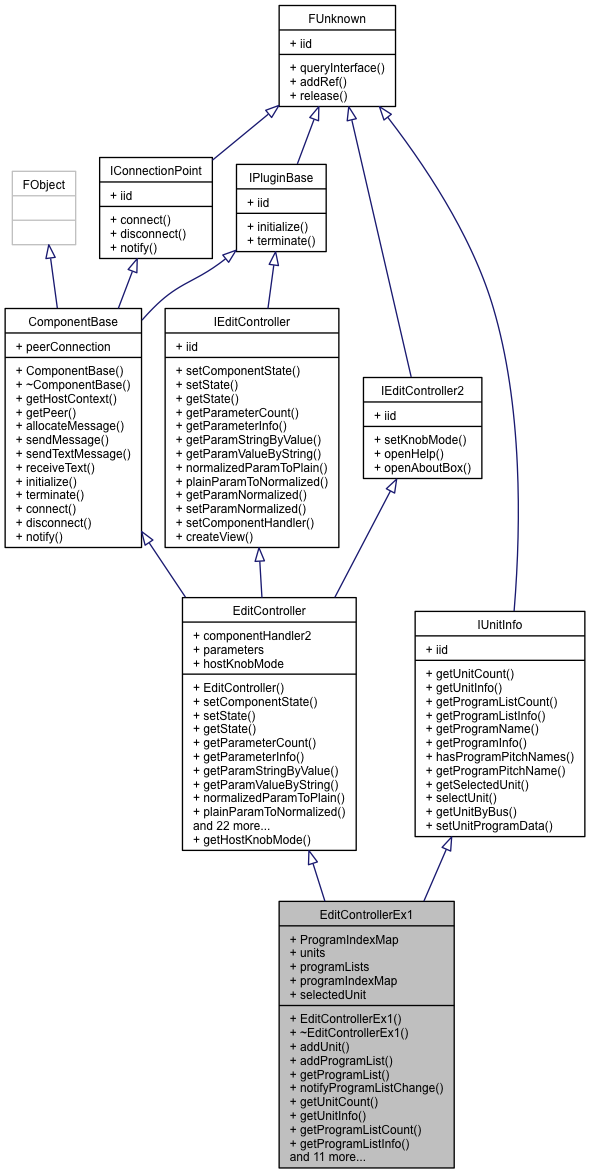 FUnknown
+ iid
+ queryInterface()
+ addRef()
+ release()
FObject
IConnectionPoint
+ iid
+ connect()
+ disconnect()
+ notify()
IPluginBase
+ iid
+ initialize()
+ terminate()
ComponentBase
+ peerConnection
+ ComponentBase()
+ ~ComponentBase()
+ getHostContext()
+ getPeer()
+ allocateMessage()
+ sendMessage()
+ sendTextMessage()
+ receiveText()
+ initialize()
+ terminate()
+ connect()
+ disconnect()
+ notify()
IEditController
+ iid
+ setComponentState()
+ setState()
+ getState()
+ getParameterCount()
+ getParameterInfo()
+ getParamStringByValue()
+ getParamValueByString()
+ normalizedParamToPlain()
+ plainParamToNormalized()
+ getParamNormalized()
+ setParamNormalized()
+ setComponentHandler()
+ createView()
IEditController2
+ iid
+ setKnobMode()
+ openHelp()
+ openAboutBox()
EditController
+ componentHandler2
+ parameters
+ hostKnobMode
+ EditController()
+ setComponentState()
+ setState()
+ getState()
+ getParameterCount()
+ getParameterInfo()
+ getParamStringByValue()
+ getParamValueByString()
+ normalizedParamToPlain()
+ plainParamToNormalized()
and 22 more...
+ getHostKnobMode()
IUnitInfo
+ iid
+ getUnitCount()
+ getUnitInfo()
+ getProgramListCount()
+ getProgramListInfo()
+ getProgramName()
+ getProgramInfo()
+ hasProgramPitchNames()
+ getProgramPitchName()
+ getSelectedUnit()
+ selectUnit()
+ getUnitByBus()
+ setUnitProgramData()
EditControllerEx1
+ ProgramIndexMap
+ units
+ programLists
+ programIndexMap
+ selectedUnit
+ EditControllerEx1()
+ ~EditControllerEx1()
+ addUnit()
+ addProgramList()
+ getProgramList()
+ notifyProgramListChange()
+ getUnitCount()
+ getUnitInfo()
+ getProgramListCount()
+ getProgramListInfo()
and 11 more...